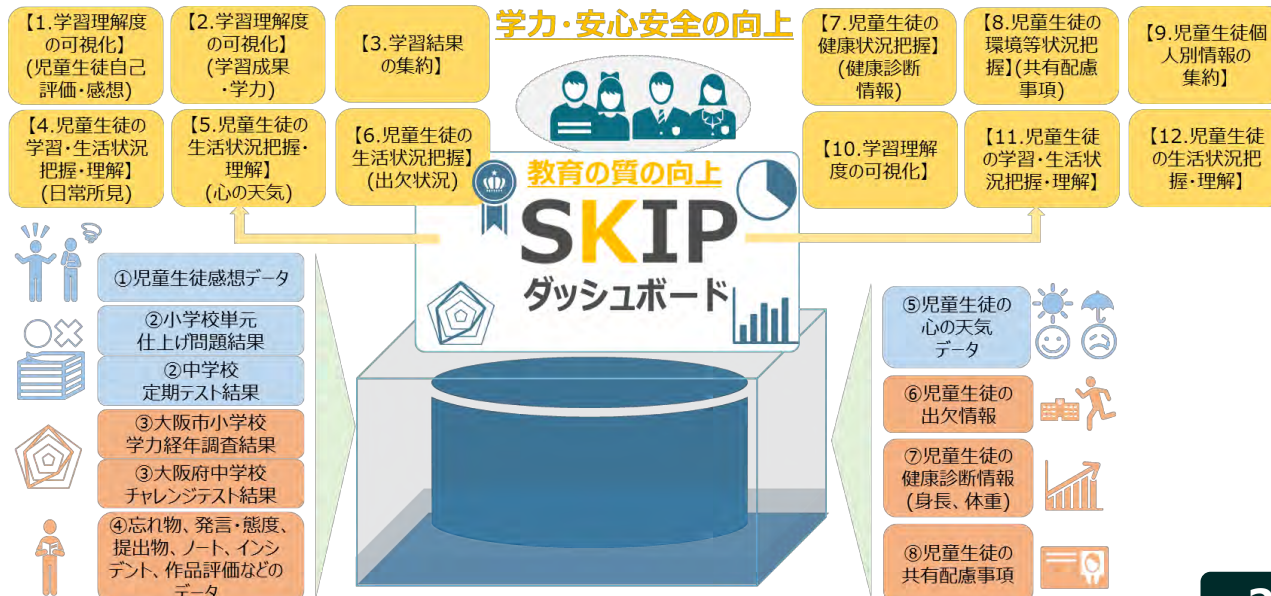 学力・安心安全の向上
【1.学習理解度
の可視化】
(児童生徒自己
評価・感想)
【2.学習理解度
の可視化】
(学習成果
・学力)
【3.学習結果
の集約】
【4.児童生徒の
学習・生活状況
把握・理解】
(日常所見)
【5.児童生徒の
生活状況把握・
理解】
(心の天気)
【6.児童生徒の
生活状況把握】
(出欠状況)
【7.児童生徒の
健康状況把握】
(健康診断
情報)
【8.児童生徒の
環境等状況把
握】(共有配慮
事項)
【9.児童生徒個
人別情報の
集約】
【10.学習理解
度の可視化】
【11.児童生徒
の学習・生活状
況把握・理解】
【12.児童生徒
の生活状況把
握・理解】
教育の質の向上
SKIP
ダッシュボード
①児童生徒感想データ
②小学校単元
仕上げ問題結果
②中学校
定期テスト結果
③大阪市小学校
学力経年調査結果
③大阪府中学校
チャレンジテスト結果
④忘れ物、発言・態度、
提出物、ノート、インシ
デント、作品評価などの
データ
⑤児童生徒の
心の天気
データ
⑥児童生徒の
出欠情報
⑦児童生徒の
健康診断情報
(身長、体重)
⑧児童生徒の
共有配慮事項